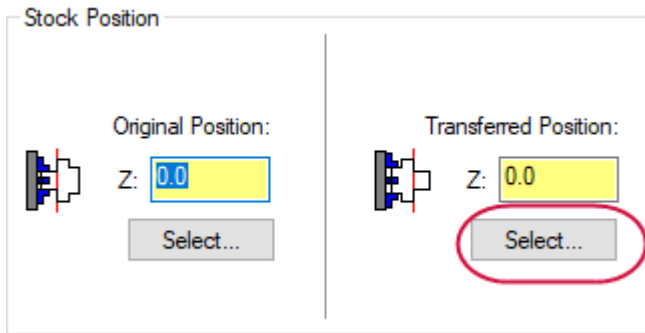 Stock Position
Original Position:
Z: 0.0
Select...
Transferred Position:
Z: 0.0
Select...